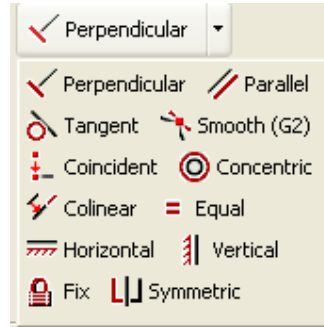 Perpendicular
Perpendicular Parallel
Tangent Smooth (G2)
Coincident Concentric
Colinear Equal
Horizontal Vertical
Fix Symmetric